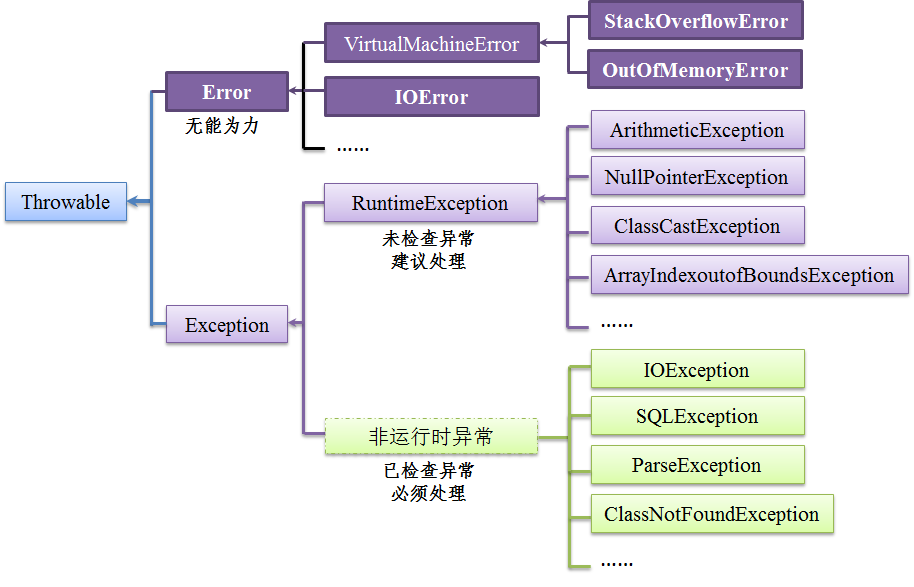 StackOverflowError
VirtualMachineError
OutOfMemoryError
Error
IOError
无能为力
……
ArithmeticException
NullPointerException
Throwable
RuntimeException
未检查异常
建议处理
ClassCastException
ArrayIndexoutofBoundsException
……
Exception
IOException
SQLException
非运行时异常
已检查异常
必须处理
ParseException
ClassNotFoundException
……